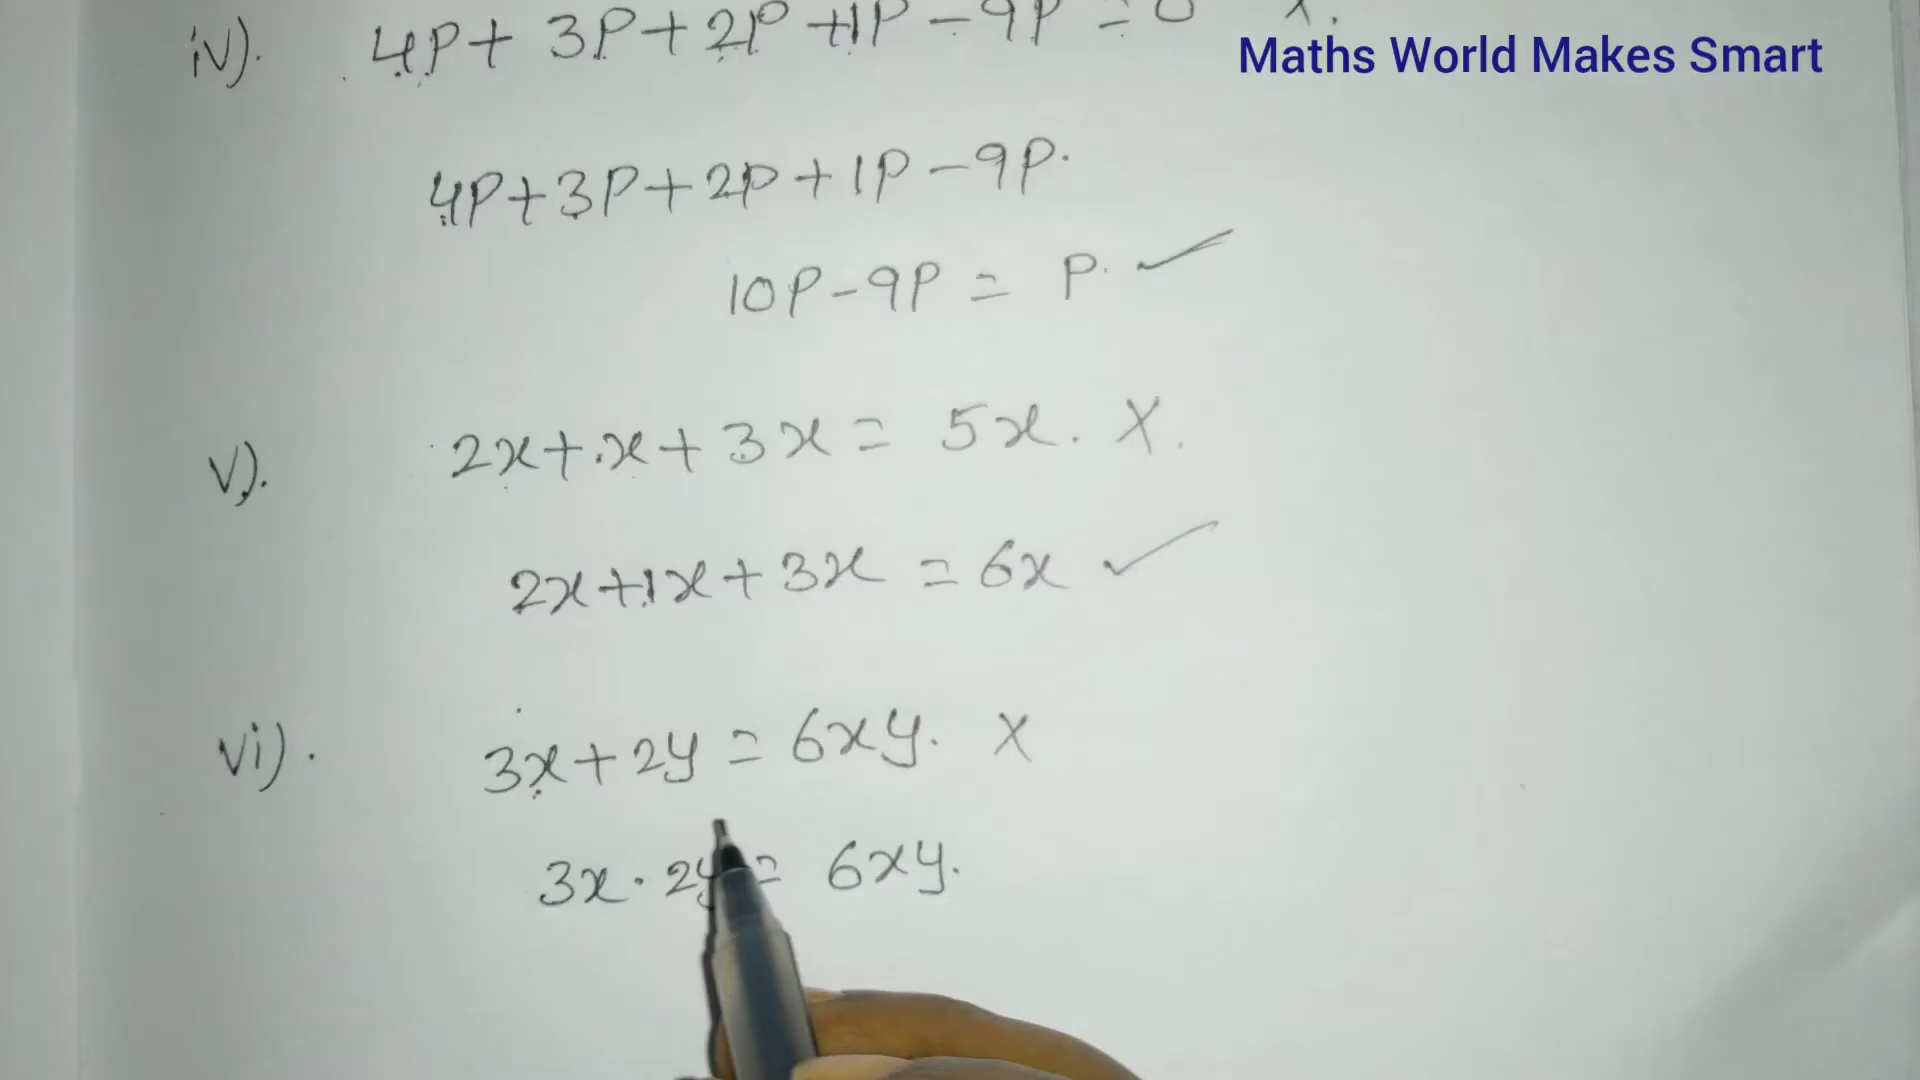 iv). 4P + 3P + 2P + 1P - 9P = 0 X.
Maths World Makes Smart
4P + 3P + 2P + 1P - 9P.
10P - 9P = P. ✓
v). 2x + x + 3x = 5x. X.
2x + 1x + 3x = 6x ✓
vi). 3x + 2y = 6xy. X
3x · 2y = 6xy.